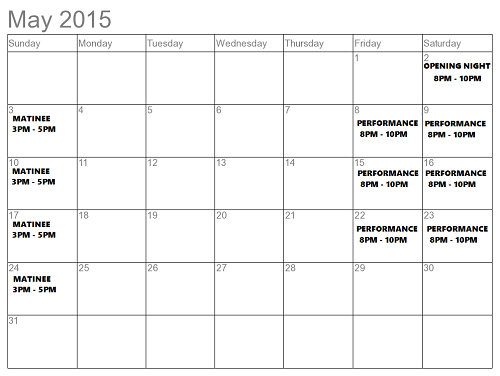 May 2015
Sunday Monday Tuesday Wednesday Thursday Friday Saturday
1 2
OPENING NIGHT
8PM - 10PM
3 4 5 6 7 8 9
MATINEE PERFORMANCE PERFORMANCE
3PM - 5PM 8PM - 10PM 8PM - 10PM
10 11 12 13 14 15 16
MATINEE PERFORMANCE PERFORMANCE
3PM - 5PM 8PM - 10PM 8PM - 10PM
17 18 19 20 21 22 23
MATINEE PERFORMANCE PERFORMANCE
3PM - 5PM 8PM - 10PM 8PM - 10PM
24 25 26 27 28 29 30
MATINEE
3PM - 5PM
31